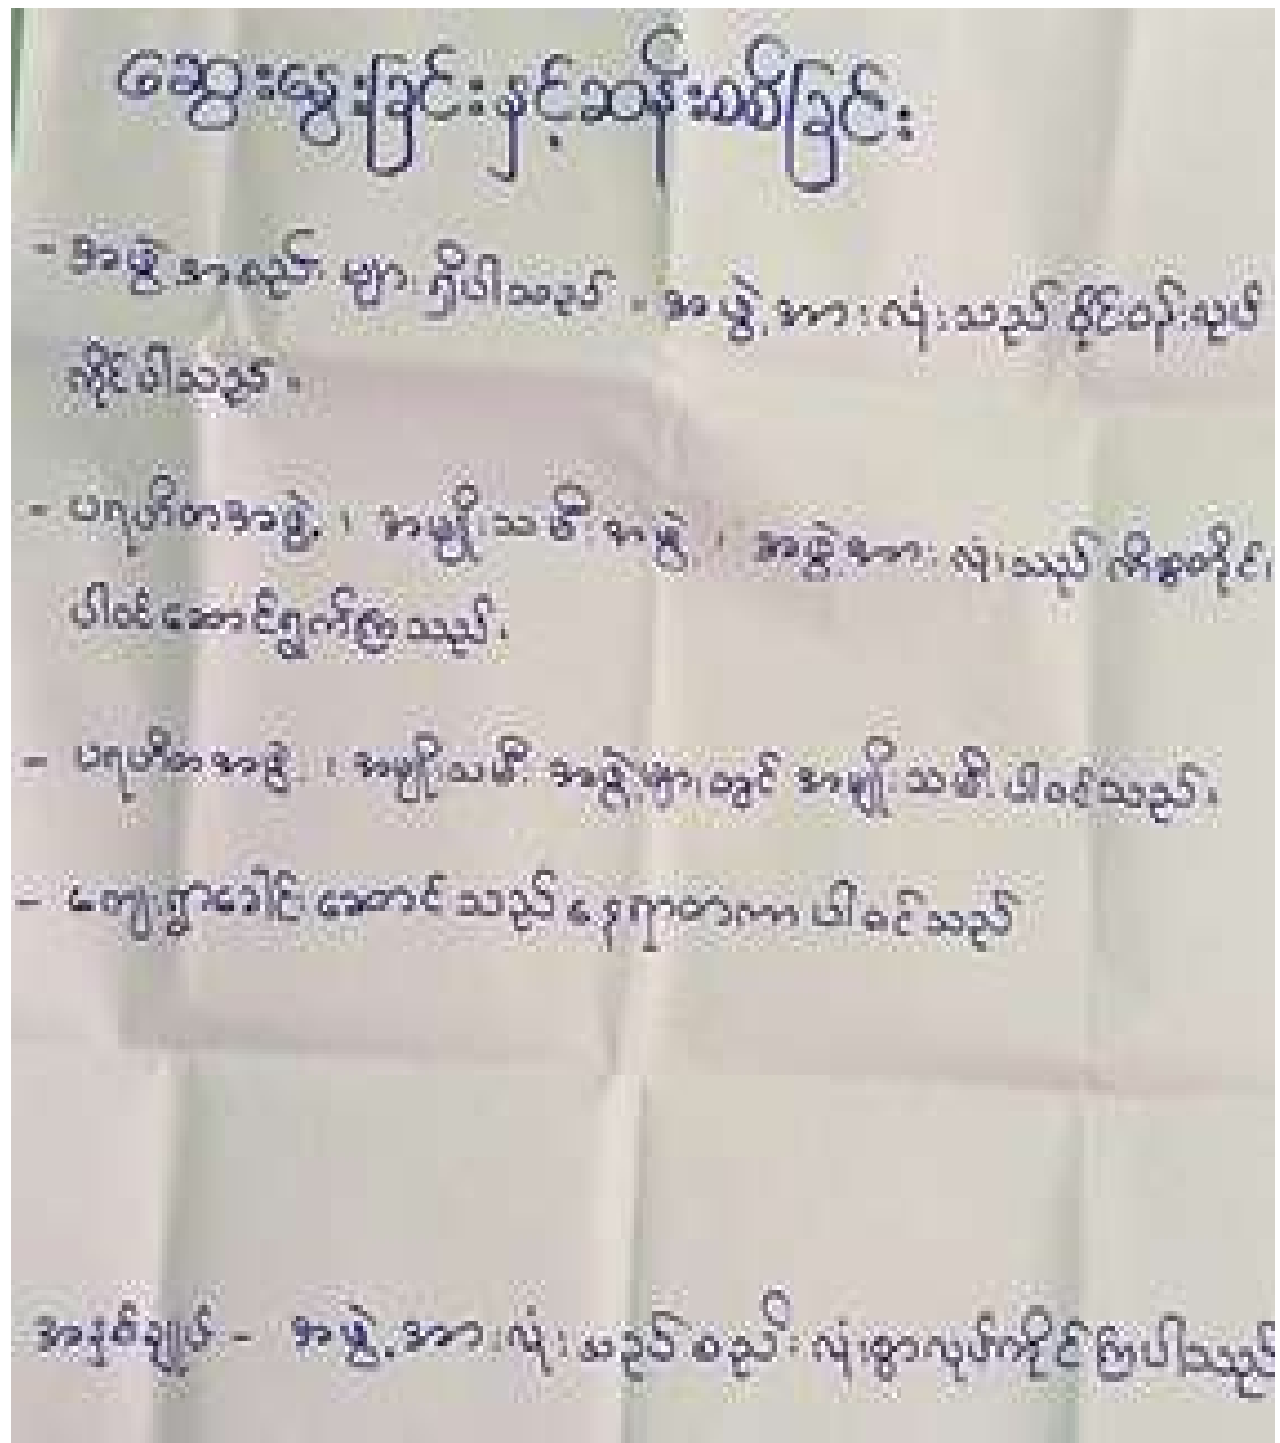 ဆွေးနွေးခြင်းနှင့်ဆန်းစစ်ခြင်း
- အဖွဲ့အစည်းများရှိပါသည်။ အဖွဲ့အားလုံးသည်ဝိုင်းဝန်းလုပ်
ကိုင်ပါသည်။
- ပရဟိတအဖွဲ့၊ အမျိုးသမီးအဖွဲ့၊ အဖွဲ့အားလုံးသည်
ပါဝင်ဆောင်ရွက်ကြသည်။
- ပရဟိတအဖွဲ့၊ အမျိုးသမီးအဖွဲ့များတွင် အမျိုးသမီးပါဝင်သည်။
- ကျေးရွာခေါင်းဆောင်သည်နေရာတကာပါဝင်သည်
အနှစ်ချုပ် - အဖွဲ့အားလုံးသည်စည်းလုံးစွာလုပ်ကိုင်ကြပါသည်